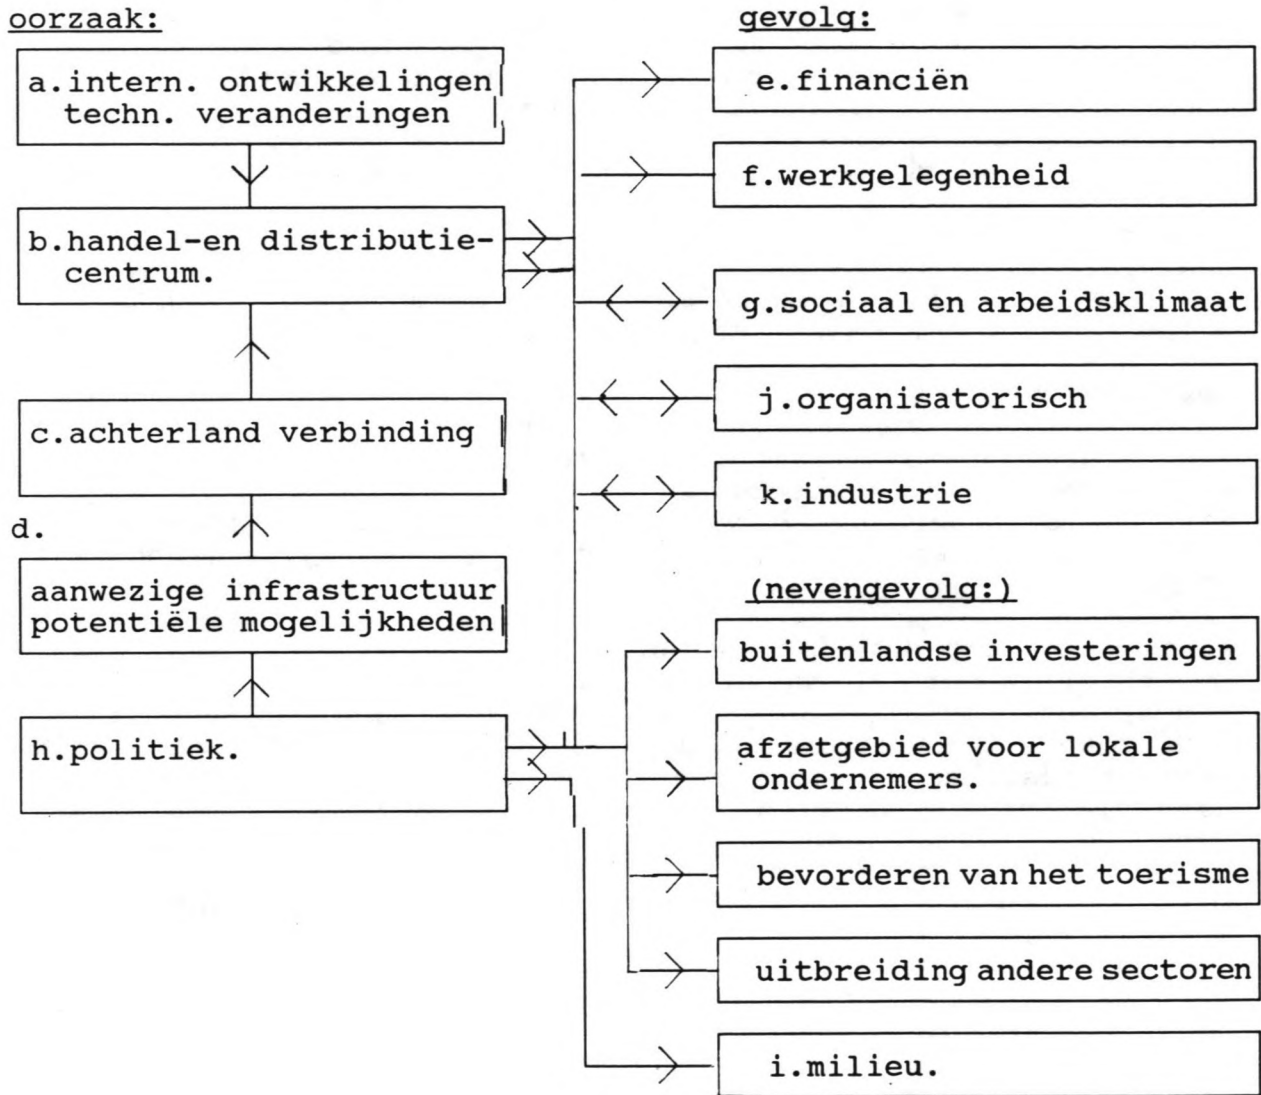 oorzaak:
a.intern. ontwikkelingen
techn. veranderingen
b.handel-en distributie-
centrum.
c.achterland verbinding
d.
aanwezige infrastructuur
potentiële mogelijkheden
h.politiek.
gevolg:
e.financiën
f.werkgelegenheid
g.sociaal en arbeidsklimaat
j.organisatorisch
k.industrie
(nevengevolg:)
buitenlandse investeringen
afzetgebied voor lokale
ondernemers.
bevorderen van het toerisme
uitbreiding andere sectoren
i.milieu.